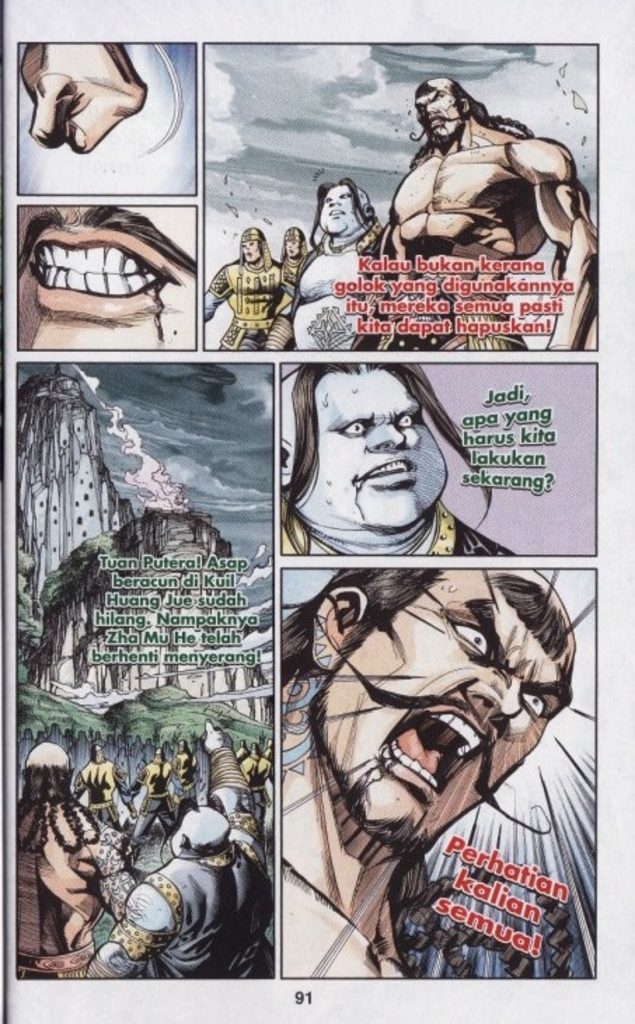 Kalau bukan kerana
golok yang digunakannya
itu, mereka semua pasti
kita dapat hapuskan!
Jadi,
apa yang
harus kita
lakukan
sekarang?
Tuan Putera! Asap
beracun di Kuil
Huang Jue sudah
hilang. Nampaknya
Zha Mu He telah
berhenti menyerang!
Perhatian
kalian
semua!
91